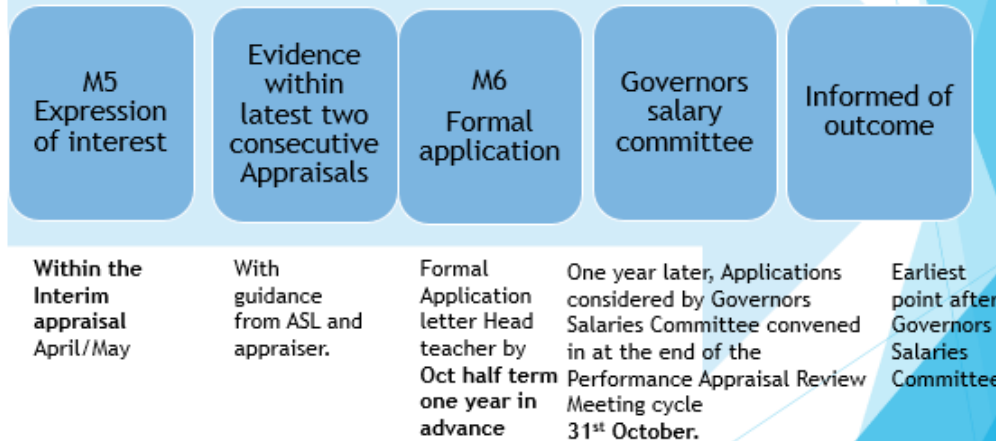 M5
Expression
of interest
Evidence
within
latest two
consecutive
Appraisals
M6
Formal
application
Governors
salary
committee
Informed of
outcome
Within the
Interim
appraisal
April/May
With
guidance
from ASL and
appraiser.
Formal
Application
letter Head
teacher by
Oct half term
one year in
advance
One year later, Applications
considered by Governors
Salaries Committee convened
in at the end of the
Performance Appraisal Review
Meeting cycle
31st October.
Earliest
point after
Governors
Salaries
Committee